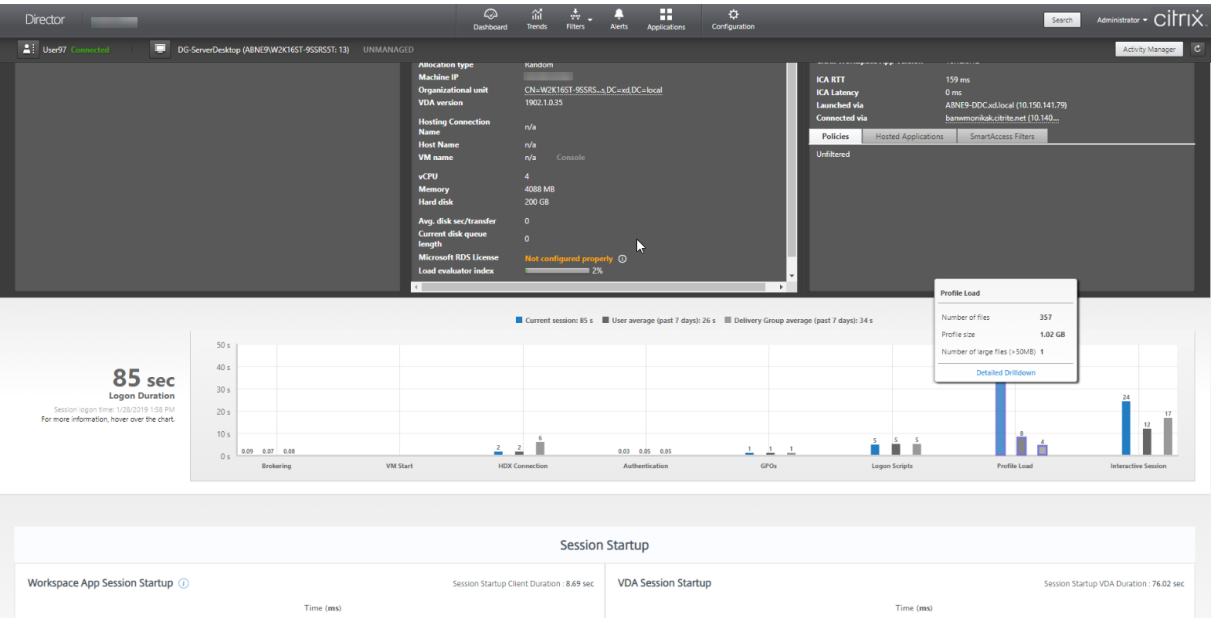 Director
Dashboard Trends Filters Alerts Applications Configuration
Search Administrator citrix
User97 Connected DG-ServerDesktop (ABNE9\W2K16ST-9SSRS5T: 13) UNMANAGED Activity Manager
Allocation type Random
Machine IP
Organizational unit CN=W2K16ST-9SSRS...s,DC=xd,DC=local
VDA version 1902.1.0.35
Hosting Connection
Name n/a
Host Name n/a
VM name n/a Console
vCPU 4
Memory 4088 MB
Hard disk 200 GB
Avg. disk sec/transfer 0
Current disk queue
length 0
Microsoft RDS License Not configured properly
Load evaluator index 2%
ICA RTT 159 ms
ICA Latency 0 ms
Launched via ABNE9-DDC.xd.local (10.150.141.79)
Connected via banwmonikak.citrite.net (10.140...
Policies Hosted Applications SmartAccess Filters
Unfiltered
Profile Load
Number of files 357
Profile size 1.02 GB
Number of large files (>50MB) 1
Detailed Drilldown
Current session: 85 s User average (past 7 days): 26 s Delivery Group average (past 7 days): 34 s
85 sec
Logon Duration
Session logon time: 1/28/2019 1:58 PM
For more information, hover over the chart.
50 s
40 s
30 s
20 s
10 s
0 s
0.09 0.07 0.08
2 2 6
0.03 0.05 0.05
1 1 1
5 5 5
8 4
24 12 17
Brokering VM Start HDX Connection Authentication GPOs Logon Scripts Profile Load Interactive Session
Session Startup
Workspace App Session Startup Session Startup Client Duration : 8.69 sec
Time (ms)
VDA Session Startup Session Startup VDA Duration : 76.02 sec
Time (ms)